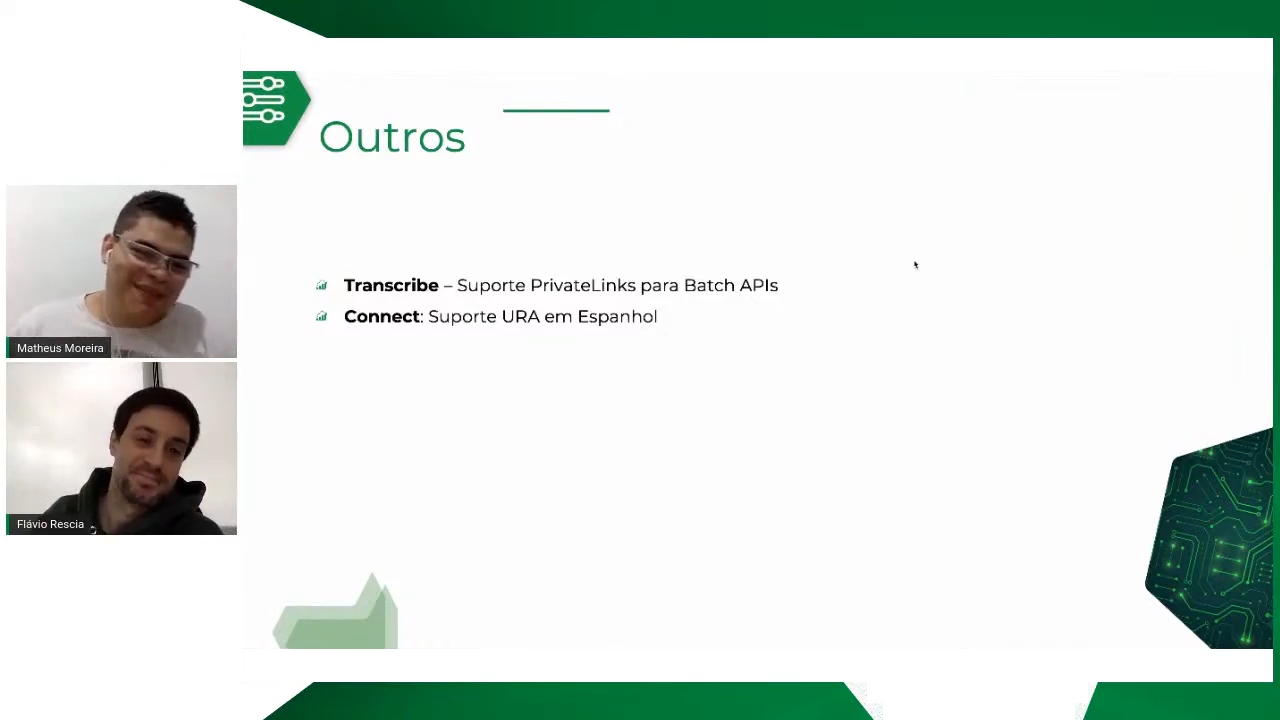 Outros
Transcribe – Suporte PrivateLinks para Batch APIs
Connect: Suporte URA em Espanhol
Matheus Moreira
Flávio Rescia